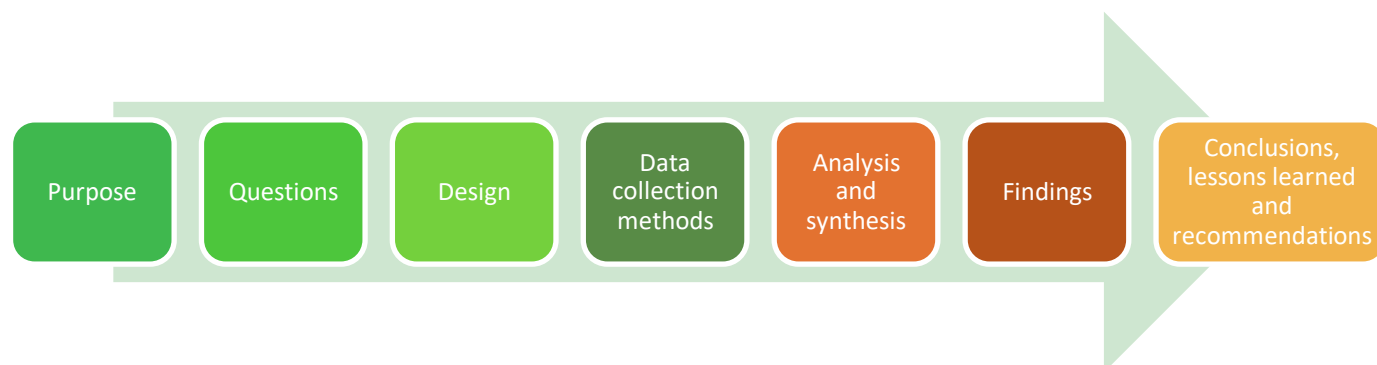 Purpose
Questions
Design
Data
collection
methods
Analysis
and
synthesis
Findings
Conclusions,
lessons learned
and
recommendations